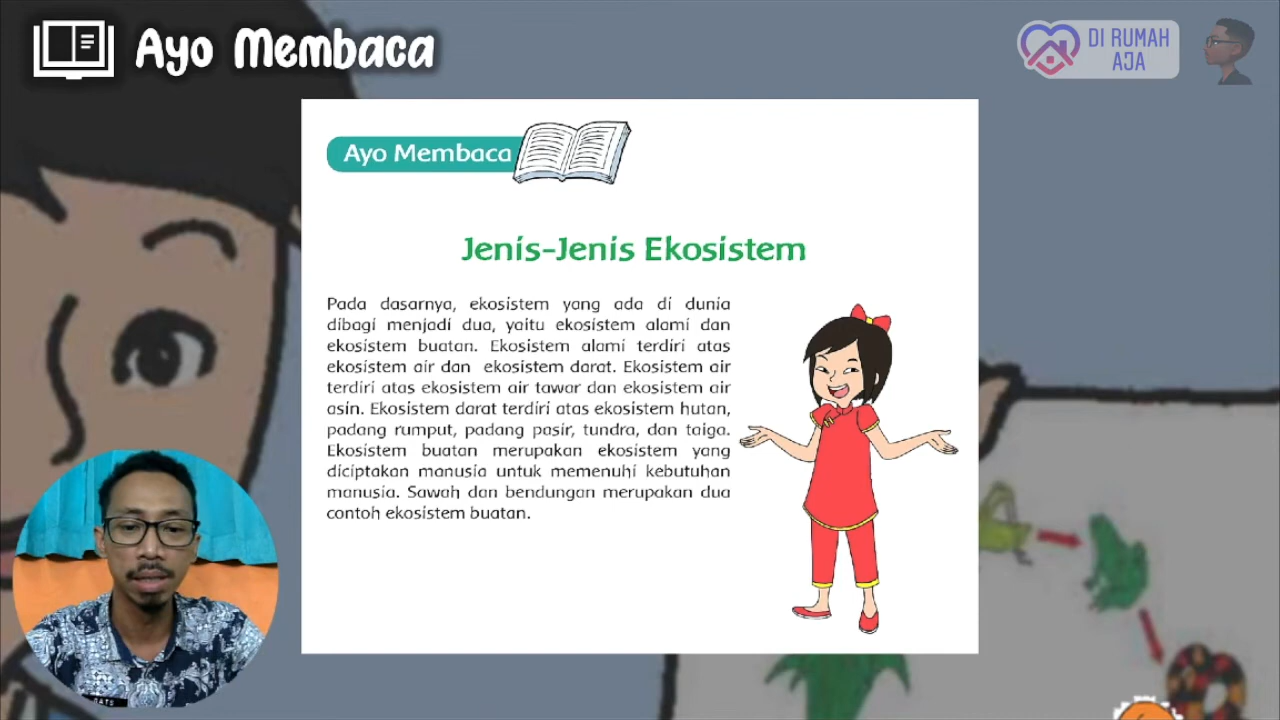 Ayo Membaca
DI RUMAH
AJA
Ayo Membaca
Jenis-Jenis Ekosistem
Pada dasarnya, ekosistem yang ada di dunia
dibagi menjadi dua, yaitu ekosistem alami dan
ekosistem buatan. Ekosistem alami terdiri atas
ekosistem air dan ekosistem darat. Ekosistem air
terdiri atas ekosistem air tawar dan ekosistem air
asin. Ekosistem darat terdiri atas ekosistem hutan,
padang rumput, padang pasir, tundra, dan taiga.
Ekosistem buatan merupakan ekosistem yang
diciptakan manusia untuk memenuhi kebutuhan
manusia. Sawah dan bendungan merupakan dua
contoh ekosistem buatan.